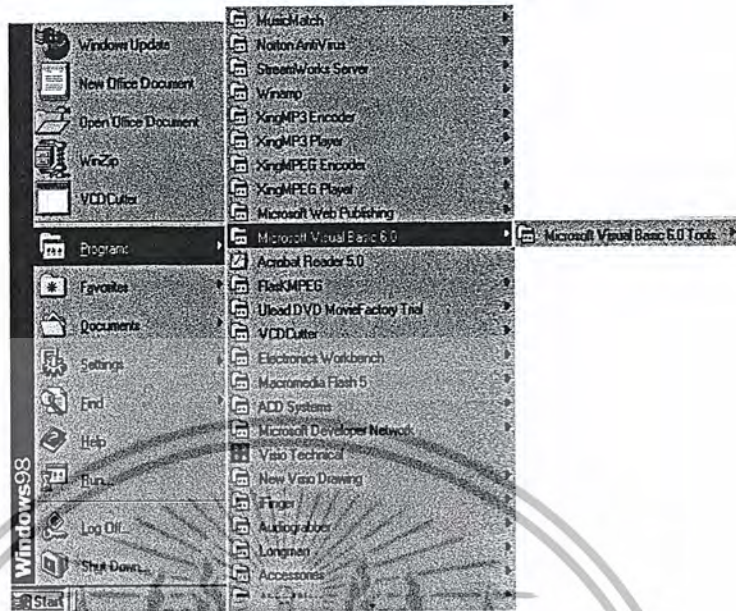 Windows Update
New Office Document
Open Office Document
WinZip
VCDCutter
Programs
Favorites
Documents
Settings
Find
Help
Run...
Log Off...
Shut Down...
Windows98
Start
MusicMatch
Norton AntiVirus
StreamWorks Server
Winamp
XingMP3 Encoder
XingMP3 Player
XingMPEG Encoder
XingMPEG Player
Microsoft Web Publishing
Microsoft Visual Basic 6.0
Acrobat Reader 5.0
FlasKMPEG
Ulead DVD MovieFactory Trial
VCDCutter
Electronics Workbench
Macromedia Flash 5
ACD Systems
Microsoft Developer Network
Visio Technical
New Visio Drawing
iFinger
Audiograbber
Longman
Accessories
Microsoft Visual Basic 6.0 Tools